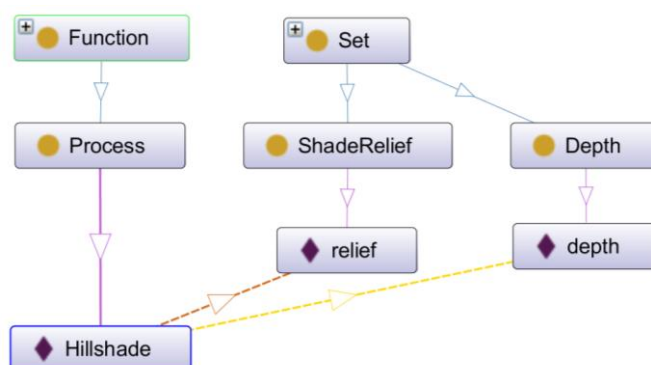 Function
Set
Process
ShadeRelief
Depth
relief
depth
Hillshade